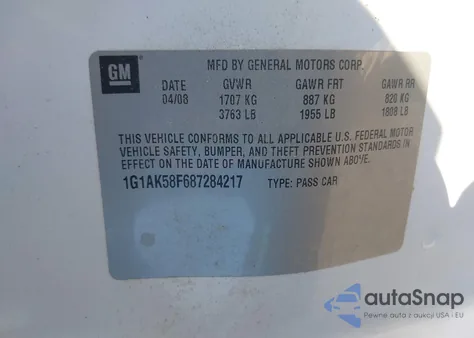 GM
MFD BY GENERAL MOTORS CORP.
DATE GVWR GAWR FRT GAWR RR
04/08 1707 KG 887 KG 820 KG
3763 LB 1955 LB 1808 LB
THIS VEHICLE CONFORMS TO ALL APPLICABLE U.S. FEDERAL MOTOR
VEHICLE SAFETY, BUMPER, AND THEFT PREVENTION STANDARDS IN
EFFECT ON THE DATE OF MANUFACTURE SHOWN ABOVE.
1G1AK58F687284217 TYPE: PASS CAR
autoSnap
Pewne auto z aukcji USA i EU